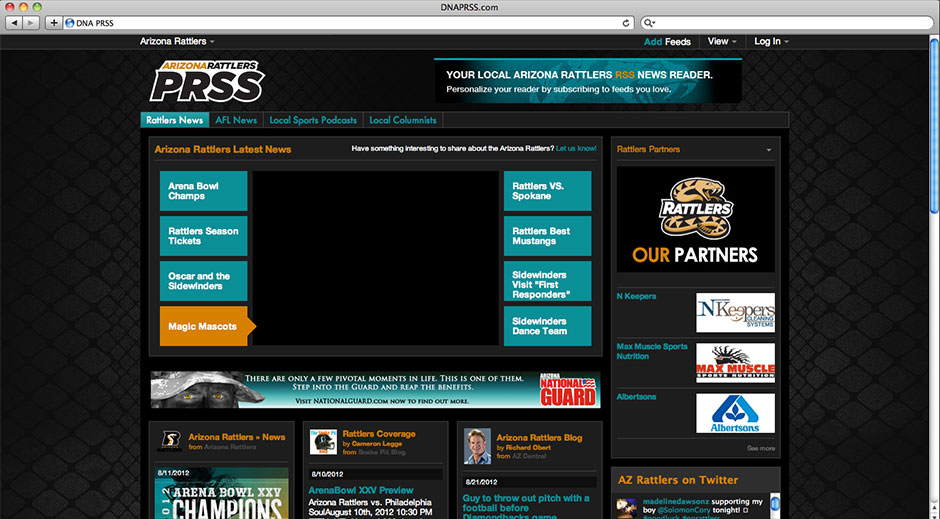 DNAPRSS.com
DNA PRSS
Arizona Rattlers
Add Feeds
View
Log In
ARIZONARATTLERS
PRSS
YOUR LOCAL ARIZONA RATTLERS RSS NEWS READER.
Personalize your reader by subscribing to feeds you love.
Rattlers News
AFL News
Local Sports Podcasts
Local Columnists
Arizona Rattlers Latest News
Have something interesting to share about the Arizona Rattlers? Let us know!
Arena Bowl
Champs
Rattlers Season
Tickets
Oscar and the
Sidewinders
Magic Mascots
Rattlers VS.
Spokane
Rattlers Best
Mustangs
Sidewinders
Visit "First
Responders"
Sidewinders
Dance Team
Rattlers Partners
RATTLERS
OUR PARTNERS
N Keepers
NKeepers
CLEANING
SYSTEMS
Max Muscle Sports
Nutrition
MAX MUSCLE
SPORTS NUTRITION
Albertsons
Albertsons
See more
THERE ARE ONLY A FEW PIVOTAL MOMENTS IN LIFE. THIS IS ONE OF THEM.
STEP INTO THE GUARD AND REAP THE BENEFITS.
VISIT NATIONALGUARD.COM NOW TO FIND OUT MORE.
ARIZONA
NATIONAL
GUARD
Arizona Rattlers » News
from Arizona Rattlers
8/11/2012
2012
ARENA BOWL XXV
CHAMPIONS
Rattlers Coverage
by Cameron Legge
from Snake Pit Blog
8/10/2012
ArenaBowl XXV Preview
Arizona Rattlers vs. Philadelphia
SoulAugust 10th, 2012 10:30 PM
Arizona Rattlers Blog
by Richard Obert
from AZ Central
8/21/2012
Guy to throw out pitch with a
football before
Diamondbacks game
AZ Rattlers on Twitter
madelinedawsonz supporting my
boy @SolomonCory tonight! :)